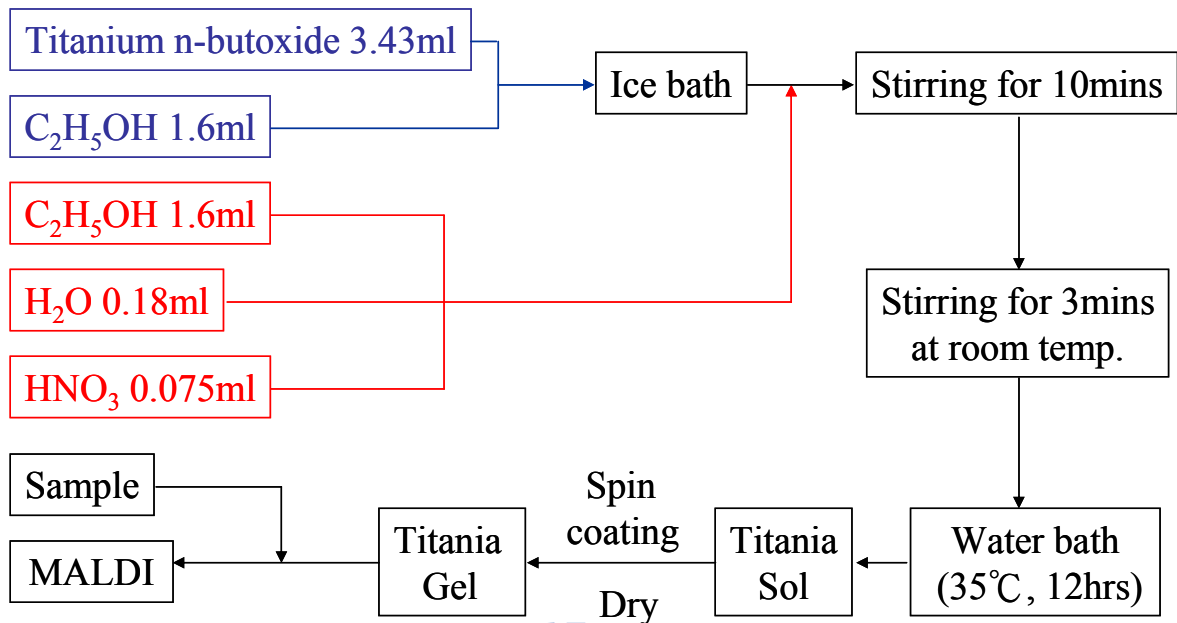 Titanium n-butoxide 3.43ml
C₂H₅OH 1.6ml
Ice bath
Stirring for 10mins
C₂H₅OH 1.6ml
H₂O 0.18ml
HNO₃ 0.075ml
Stirring for 3mins
at room temp.
Water bath
(35℃, 12hrs)
Titania
Sol
Spin
coating
Dry
Titania
Gel
Sample
MALDI